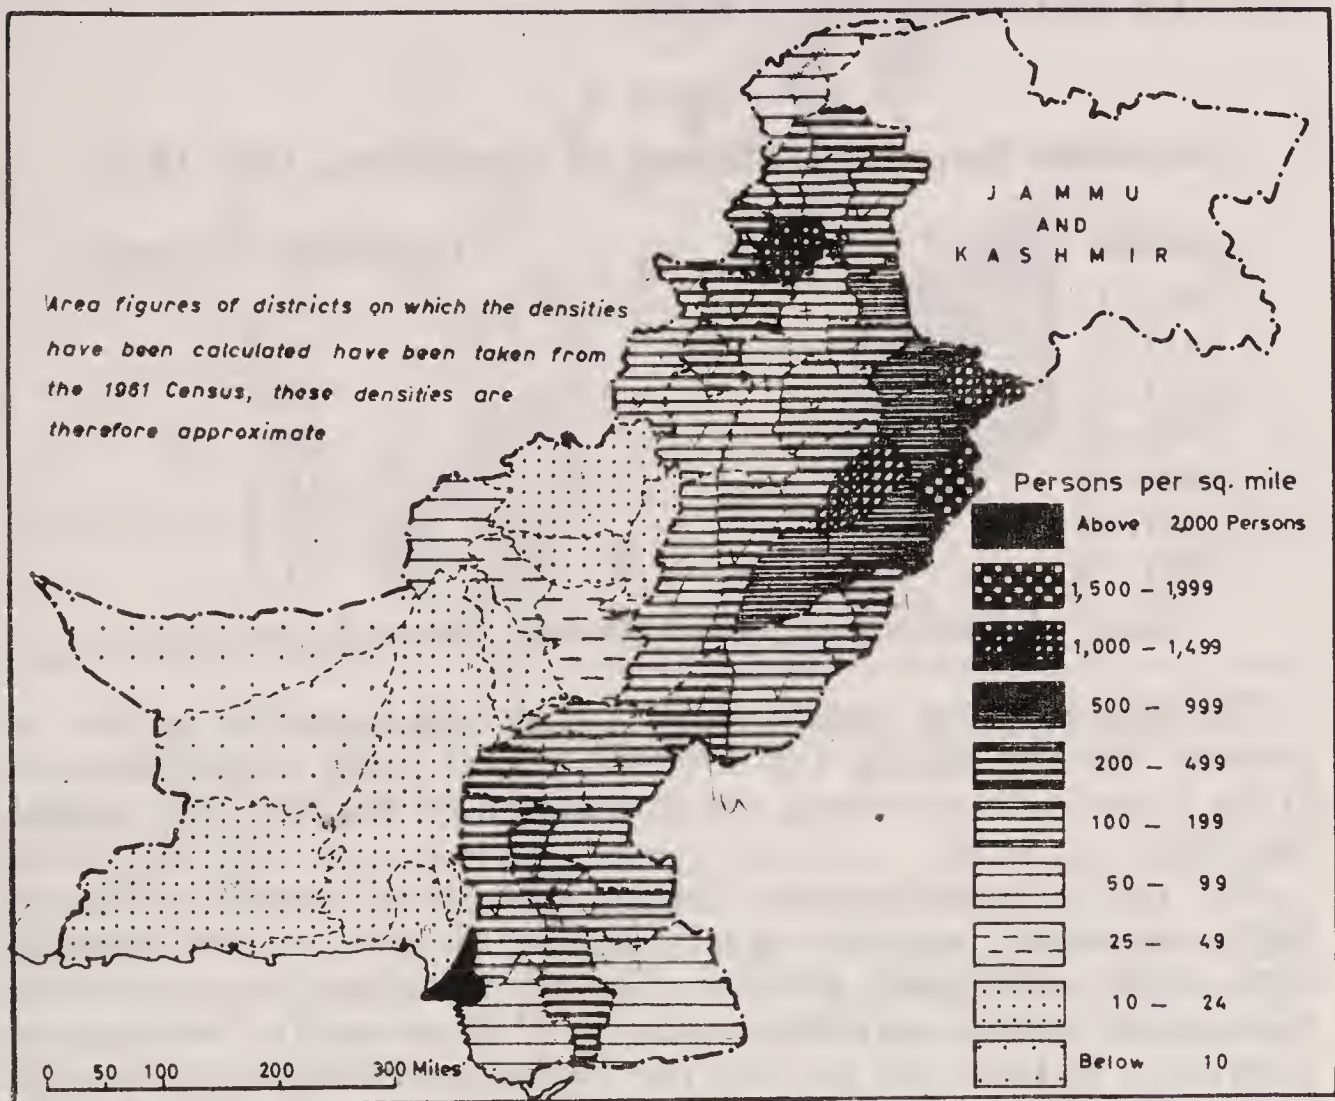 JAMMU
AND
KASHMIR
Area figures of districts on which the densities
have been calculated have been taken from
the 1961 Census, these densities are
therefore approximate
Persons per sq. mile
Above 2,000 Persons
1,500 – 1,999
1,000 – 1,499
500 – 999
200 – 499
100 – 199
50 – 99
25 – 49
10 – 24
Below 10
0 50 100 200 300 Miles